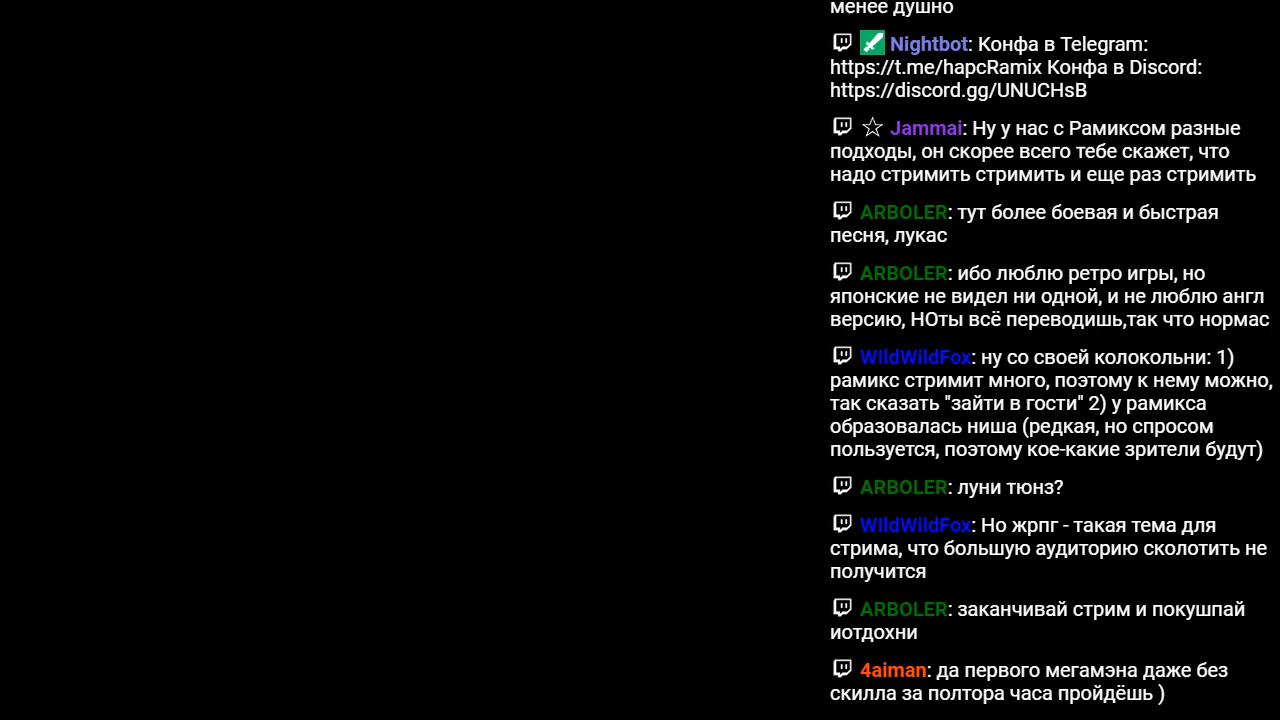 менее душно
Nightbot: Конфа в Telegram:
https://t.me/hapcRamix Конфа в Discord:
https://discord.gg/UNUCHsB
Jammai: Ну у нас с Рамиксом разные
подходы, он скорее всего тебе скажет, что
надо стримить стримить и еще раз стримить
ARBOLER: тут более боевая и быстрая
песня, лукас
ARBOLER: ибо люблю ретро игры, но
японские не видел ни одной, и не люблю англ
версию, НОты всё переводишь,так что нормас
WIldWildFox: ну со своей колокольни: 1)
рамикс стримит много, поэтому к нему можно,
так сказать "зайти в гости" 2) у рамикса
образовалась ниша (редкая, но спросом
пользуется, поэтому кое-какие зрители будут)
ARBOLER: луни тюнз?
WIldWildFox: Но жрпг - такая тема для
стрима, что большую аудиторию сколотить не
получится
ARBOLER: заканчивай стрим и покушпай
иотдохни
4aiman: да первого мегамэна даже без
скилла за полтора часа пройдёшь )